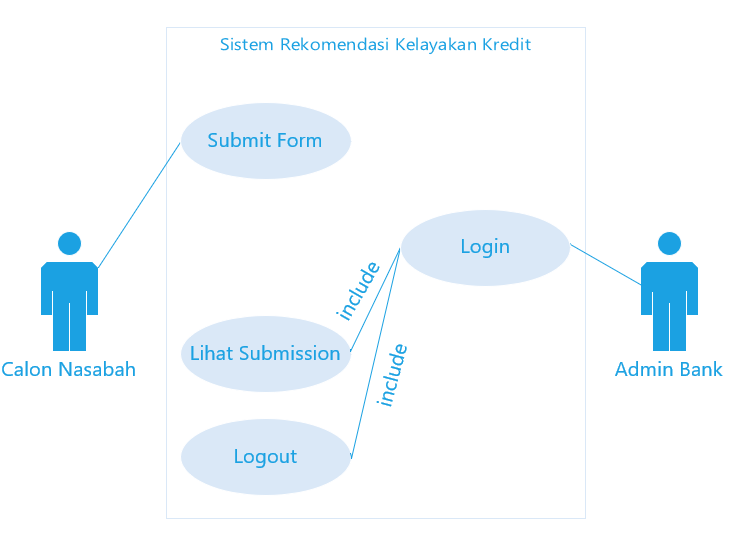 Sistem Rekomendasi Kelayakan Kredit
Submit Form
Login
include
Lihat Submission
include
Calon Nasabah
Admin Bank
Logout